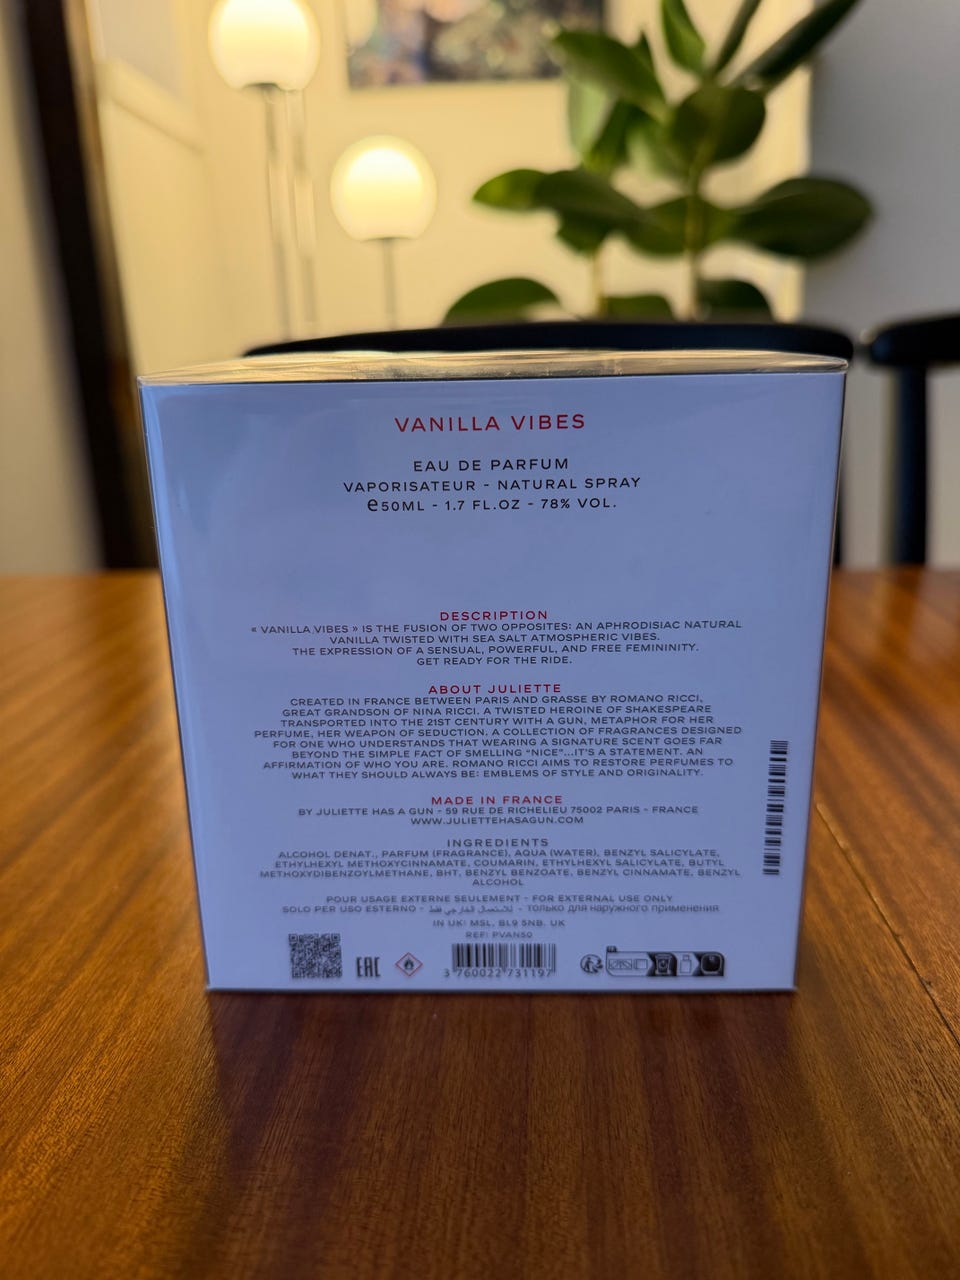 VANILLA VIBES
EAU DE PARFUM
VAPORISATEUR - NATURAL SPRAY
℮50ML - 1.7 FL.OZ - 78% VOL.
DESCRIPTION
« VANILLA VIBES » IS THE FUSION OF TWO OPPOSITES: AN APHRODISIAC NATURAL
VANILLA TWISTED WITH SEA SALT ATMOSPHERIC VIBES.
THE EXPRESSION OF A SENSUAL, POWERFUL, AND FREE FEMININITY.
GET READY FOR THE RIDE.
ABOUT JULIETTE
CREATED IN FRANCE BETWEEN PARIS AND GRASSE BY ROMANO RICCI,
GREAT GRANDSON OF NINA RICCI. A TWISTED HEROINE OF SHAKESPEARE
TRANSPORTED INTO THE 21ST CENTURY WITH A GUN, METAPHOR FOR HER
PERFUME, HER WEAPON OF SEDUCTION. A COLLECTION OF FRAGRANCES DESIGNED
FOR ONE WHO UNDERSTANDS THAT WEARING A SIGNATURE SCENT GOES FAR
BEYOND THE SIMPLE FACT OF SMELLING "NICE"...IT'S A STATEMENT. AN
AFFIRMATION OF WHO YOU ARE. ROMANO RICCI AIMS TO RESTORE PERFUMES TO
WHAT THEY SHOULD ALWAYS BE: EMBLEMS OF STYLE AND ORIGINALITY.
MADE IN FRANCE
BY JULIETTE HAS A GUN - 59 RUE DE RICHELIEU 75002 PARIS - FRANCE
WWW.JULIETTEHASAGUN.COM
INGREDIENTS
ALCOHOL DENAT., PARFUM (FRAGRANCE), AQUA (WATER), BENZYL SALICYLATE,
ETHYLHEXYL METHOXYCINNAMATE, COUMARIN, ETHYLHEXYL SALICYLATE, BUTYL
METHOXYDIBENZOYLMETHANE, BHT, BENZYL BENZOATE, BENZYL CINNAMATE, BENZYL
ALCOHOL
POUR USAGE EXTERNE SEULEMENT - FOR EXTERNAL USE ONLY
SOLO PER USO ESTERNO - للاستعمال الخارجي فقط - только для наружного применения
IN UK: MSL, BL9 5NB. UK
REF: PVAN50
EAC
3 760022 731197